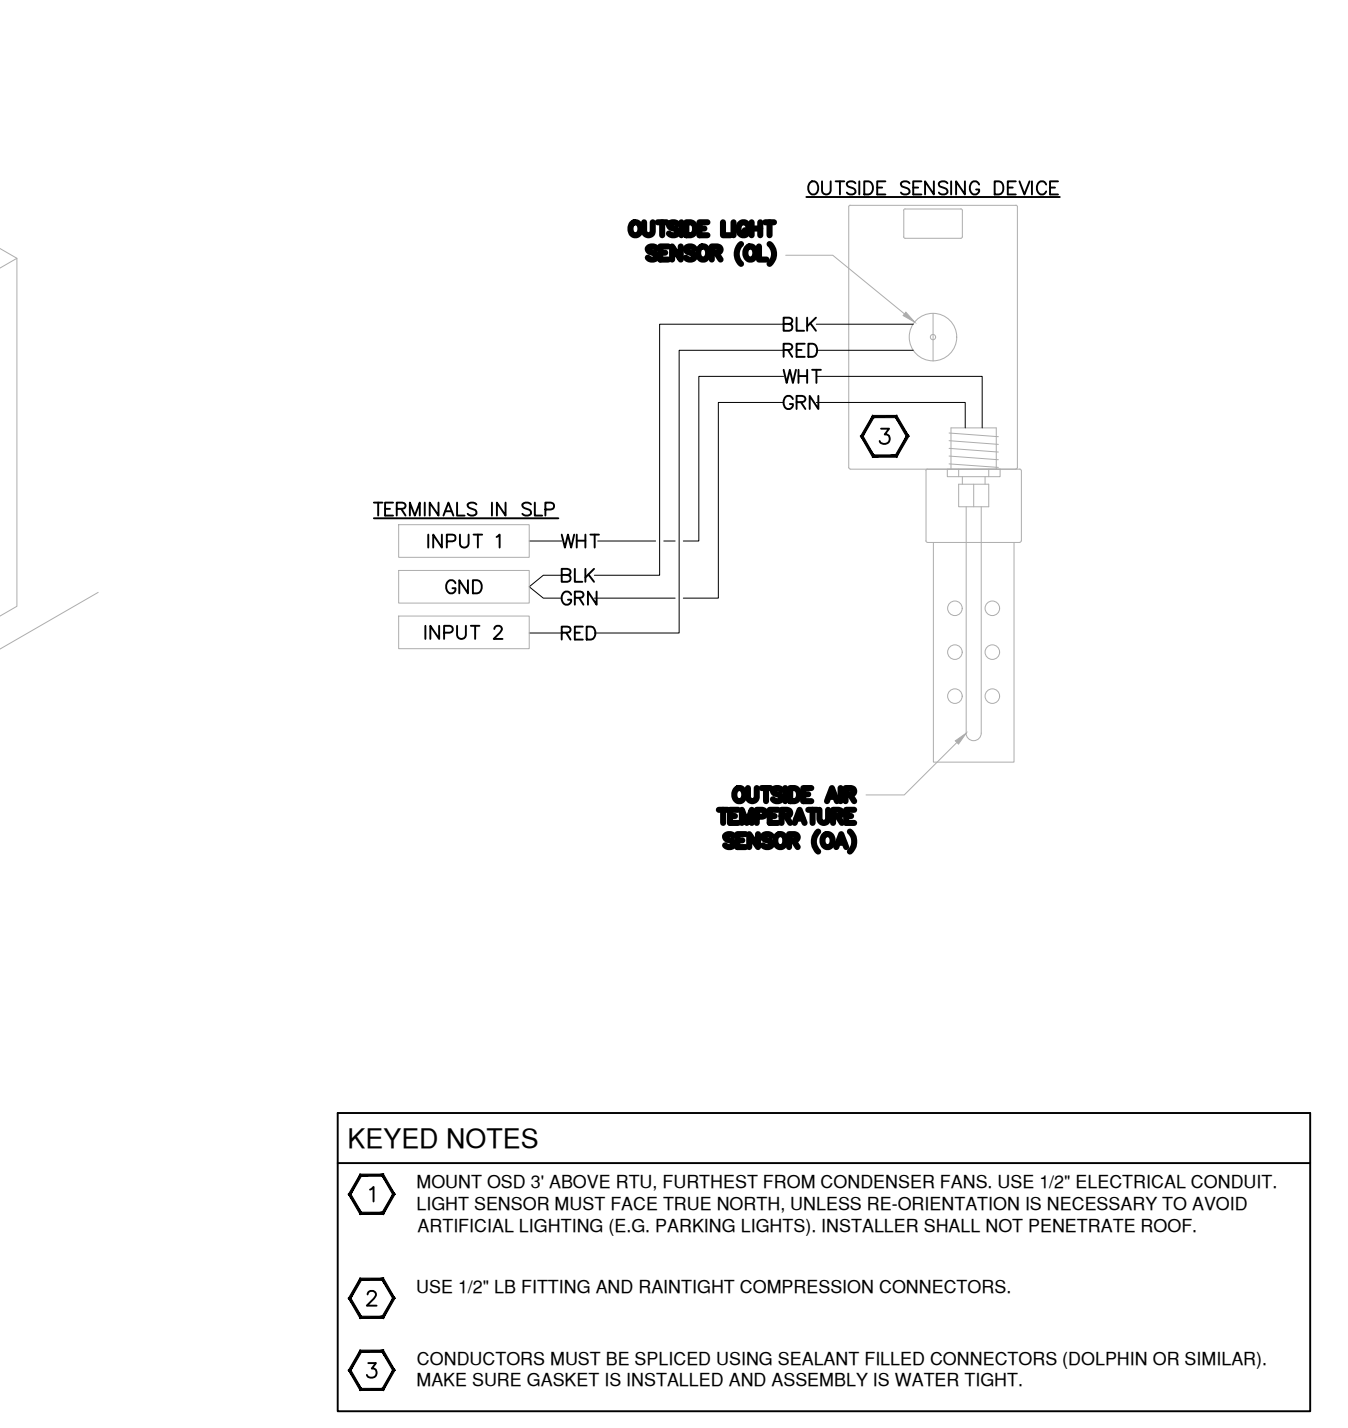 OUTSIDE SENSING DEVICE
OUTSIDE LIGHT
SENSOR (OL)
BLK
RED
WHT
GRN
3
TERMINALS IN SLP
INPUT 1
WHT
GND
BLK
GRN
INPUT 2
RED
OUTSIDE AIR
TEMPERATURE
SENSOR (OA)
KEYED NOTES
1
MOUNT OSD 3' ABOVE RTU, FURTHEST FROM CONDENSER FANS. USE 1/2" ELECTRICAL CONDUIT.
LIGHT SENSOR MUST FACE TRUE NORTH, UNLESS RE-ORIENTATION IS NECESSARY TO AVOID
ARTIFICIAL LIGHTING (E.G. PARKING LIGHTS). INSTALLER SHALL NOT PENETRATE ROOF.
2
USE 1/2" LB FITTING AND RAINTIGHT COMPRESSION CONNECTORS.
3
CONDUCTORS MUST BE SPLICED USING SEALANT FILLED CONNECTORS (DOLPHIN OR SIMILAR).
MAKE SURE GASKET IS INSTALLED AND ASSEMBLY IS WATER TIGHT.